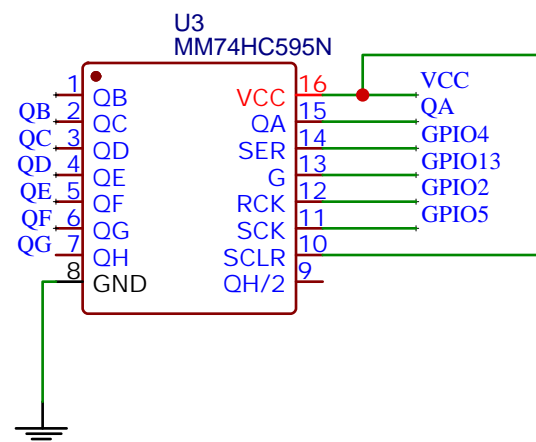 U3
MM74HC595N
1 QB VCC 16 VCC
QB 2 QC QA 15 QA
QC 3 QD SER 14 GPIO4
QD 4 QE G 13 GPIO13
QE 5 QF RCK 12 GPIO2
QF 6 QG SCK 11 GPIO5
QG 7 QH SCLR 10
8 GND QH/2 9